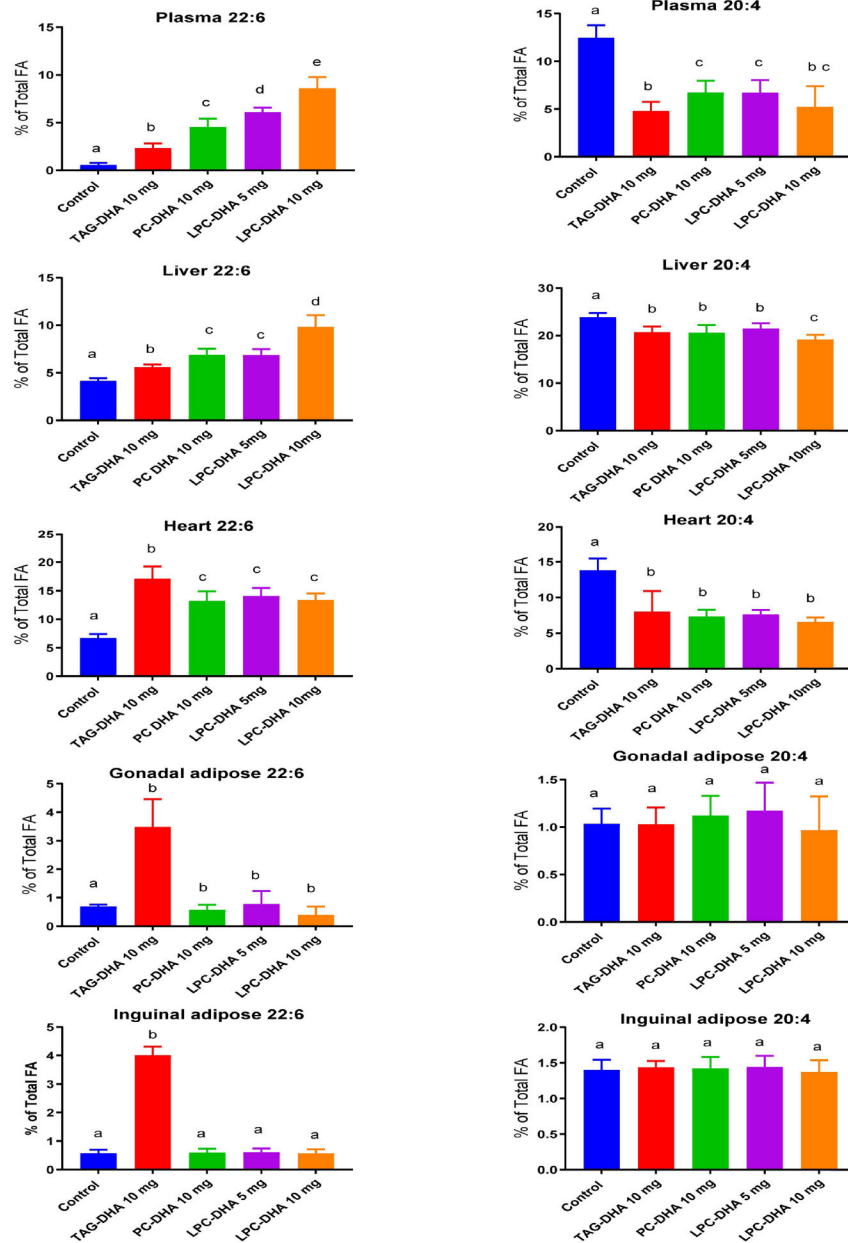 Plasma 22:6
% of Total FA
15
10
5
0
a
b
c
d
e
Control
TAG-DHA 10 mg
PC-DHA 10 mg
LPC-DHA 5 mg
LPC-DHA 10 mg
Plasma 20:4
% of Total FA
15
10
5
0
a
b
c
c
b c
Control
TAG-DHA 10 mg
PC-DHA 10 mg
LPC-DHA 5 mg
LPC-DHA 10 mg
Liver 22:6
% of Total FA
15
10
5
0
a
b
c
c
d
Control
TAG-DHA 10 mg
PC DHA 10 mg
LPC-DHA 5mg
LPC-DHA 10mg
Liver 20:4
% of Total FA
30
20
10
0
a
b
b
b
c
Control
TAG-DHA 10 mg
PC DHA 10 mg
LPC-DHA 5mg
LPC-DHA 10mg
Heart 22:6
% of Total FA
25
20
15
10
5
0
a
b
c
c
c
Control
TAG-DHA 10 mg
PC DHA 10 mg
LPC-DHA 5mg
LPC-DHA 10mg
Heart 20:4
% of Total FA
20
15
10
5
0
a
b
b
b
b
Control
TAG-DHA 10 mg
PC DHA 10 mg
LPC-DHA 5mg
LPC-DHA 10mg
Gonadal adipose 22:6
% of Total FA
5
4
3
2
1
0
a
b
b
b
b
Control
TAG-DHA 10 mg
PC-DHA 10 mg
LPC-DHA 5 mg
LPC-DHA 10 mg
Gonadal adipose 20:4
% of Total FA
1.5
1.0
0.5
0.0
a
a
a
a
a
Control
TAG-DHA 10 mg
PC-DHA 10 mg
LPC-DHA 5 mg
LPC-DHA 10 mg
Inguinal adipose 22:6
% of Total FA
5
4
3
2
1
0
a
b
a
a
a
Control
TAG-DHA 10 mg
PC-DHA 10 mg
LPC-DHA 5 mg
LPC-DHA 10 mg
Inguinal adipose 20:4
% of Total FA
2.0
1.5
1.0
0.5
0.0
a
a
a
a
a
Control
TAG-DHA 10 mg
PC-DHA 10 mg
LPC-DHA 5 mg
LPC-DHA 10 mg